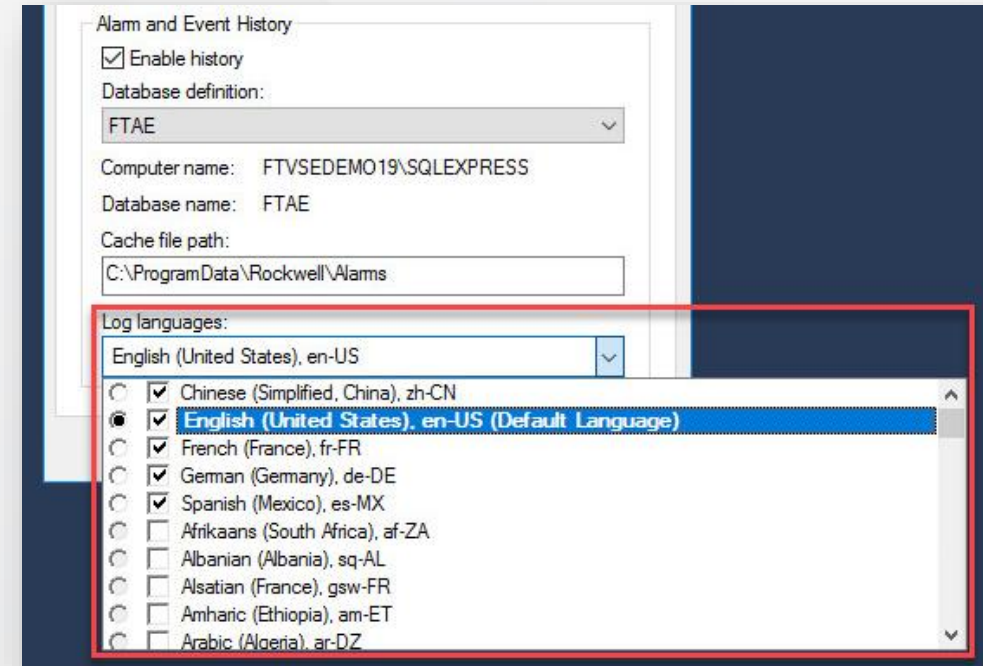 Alarm and Event History
Enable history
Database definition:
FTAE
Computer name: FTVSEDEMO19\SQLEXPRESS
Database name: FTAE
Cache file path:
C:\ProgramData\Rockwell\Alarms
Log languages:
English (United States), en-US
Chinese (Simplified, China), zh-CN
English (United States), en-US (Default Language)
French (France), fr-FR
German (Germany), de-DE
Spanish (Mexico), es-MX
Afrikaans (South Africa), af-ZA
Albanian (Albania), sq-AL
Alsatian (France), gsw-FR
Amharic (Ethiopia), am-ET
Arabic (Algeria), ar-DZ